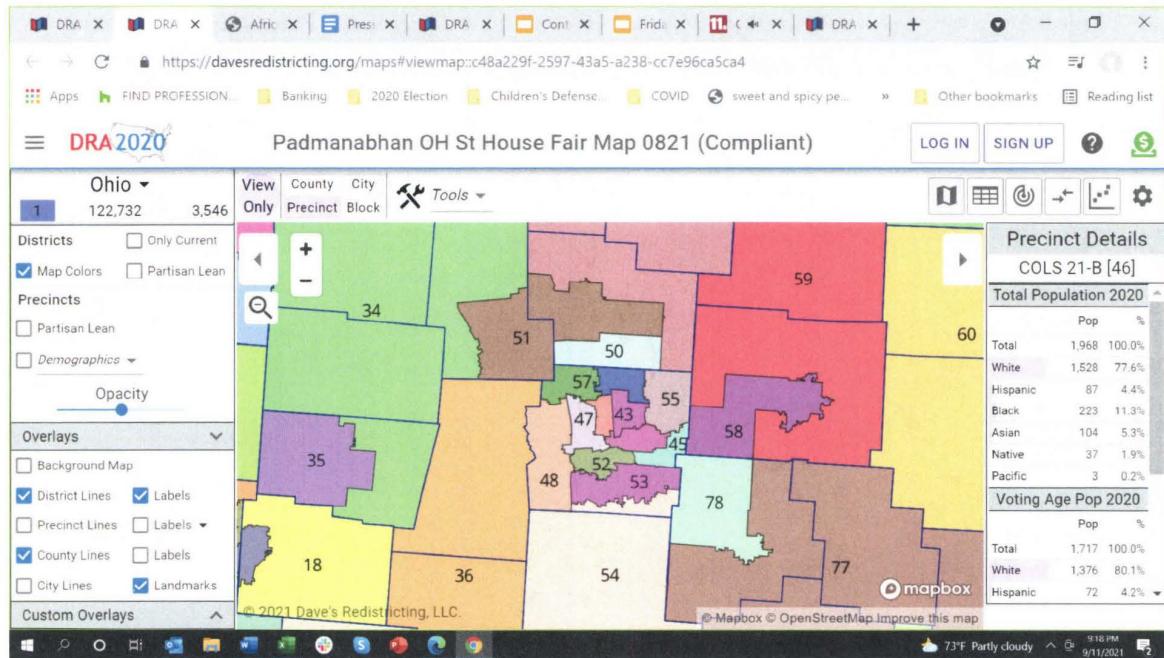 DRA
DRA
Afric
Pres
DRA
Cont
Frida
11.
DRA
https://davesredistricting.org/maps#viewmap::c48a229f-2597-43a5-a238-cc7e96ca5ca4
Apps
FIND PROFESSION...
Banking
2020 Election
Children's Defense...
COVID
sweet and spicy pe...
»
Other bookmarks
Reading list
DRA2020
Padmanabhan OH St House Fair Map 0821 (Compliant)
LOG IN
SIGN UP
Ohio
1 122,732 3,546
View Only
County
City
Precinct
Block
Tools
Districts
Only Current
Map Colors
Partisan Lean
Precincts
Partisan Lean
Demographics
Opacity
Overlays
Background Map
District Lines
Labels
Precinct Lines
Labels
County Lines
Labels
City Lines
Landmarks
Custom Overlays
34
51
50
59
60
57
47
43
55
35
48
52
45
53
58
78
18
36
54
77
mapbox
© 2021 Dave's Redistricting, LLC.
© Mapbox © OpenStreetMap Improve this map
Precinct Details
COLS 21-B [46]
Total Population 2020
Pop %
Total 1,968 100.0%
White 1,528 77.6%
Hispanic 87 4.4%
Black 223 11.3%
Asian 104 5.3%
Native 37 1.9%
Pacific 3 0.2%
Voting Age Pop 2020
Pop %
Total 1,717 100.0%
White 1,376 80.1%
Hispanic 72 4.2%
73°F Partly cloudy
9:18 PM
9/11/2021
2